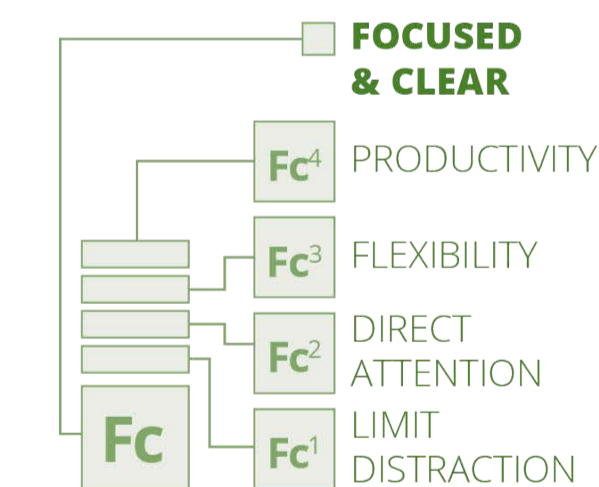 FOCUSED
& CLEAR
Fc4 PRODUCTIVITY
Fc3 FLEXIBILITY
Fc2 DIRECT
ATTENTION
Fc1 LIMIT
DISTRACTION
Fc